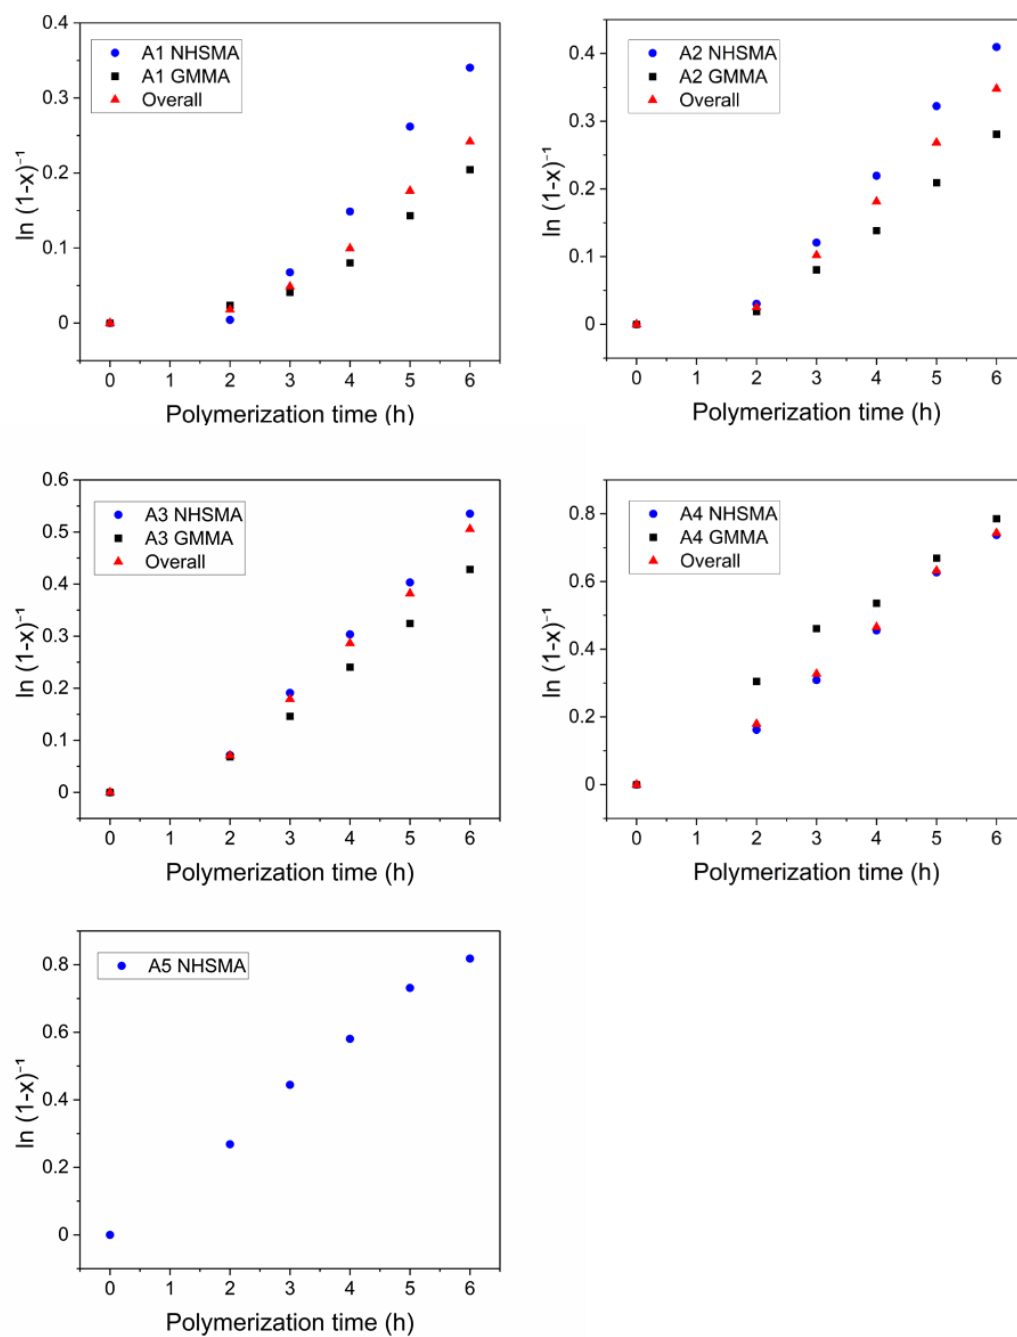 0.4
0.3
0.2
0.1
0
ln (1-x)⁻¹
A1 NHSMA
A1 GMMA
Overall
0 1 2 3 4 5 6
Polymerization time (h)
0.4
0.3
0.2
0.1
0
ln (1-x)⁻¹
A2 NHSMA
A2 GMMA
Overall
0 1 2 3 4 5 6
Polymerization time (h)
0.6
0.5
0.4
0.3
0.2
0.1
0
ln (1-x)⁻¹
A3 NHSMA
A3 GMMA
Overall
0 1 2 3 4 5 6
Polymerization time (h)
0.8
0.6
0.4
0.2
0
ln (1-x)⁻¹
A4 NHSMA
A4 GMMA
Overall
0 1 2 3 4 5 6
Polymerization time (h)
0.8
0.6
0.4
0.2
0
ln (1-x)⁻¹
A5 NHSMA
0 1 2 3 4 5 6
Polymerization time (h)